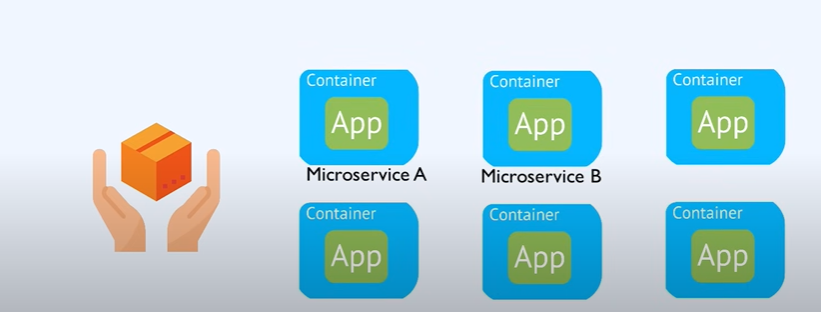 Container
App
Container
App
Container
App
Microservice A
Microservice B
Container
App
Container
App
Container
App